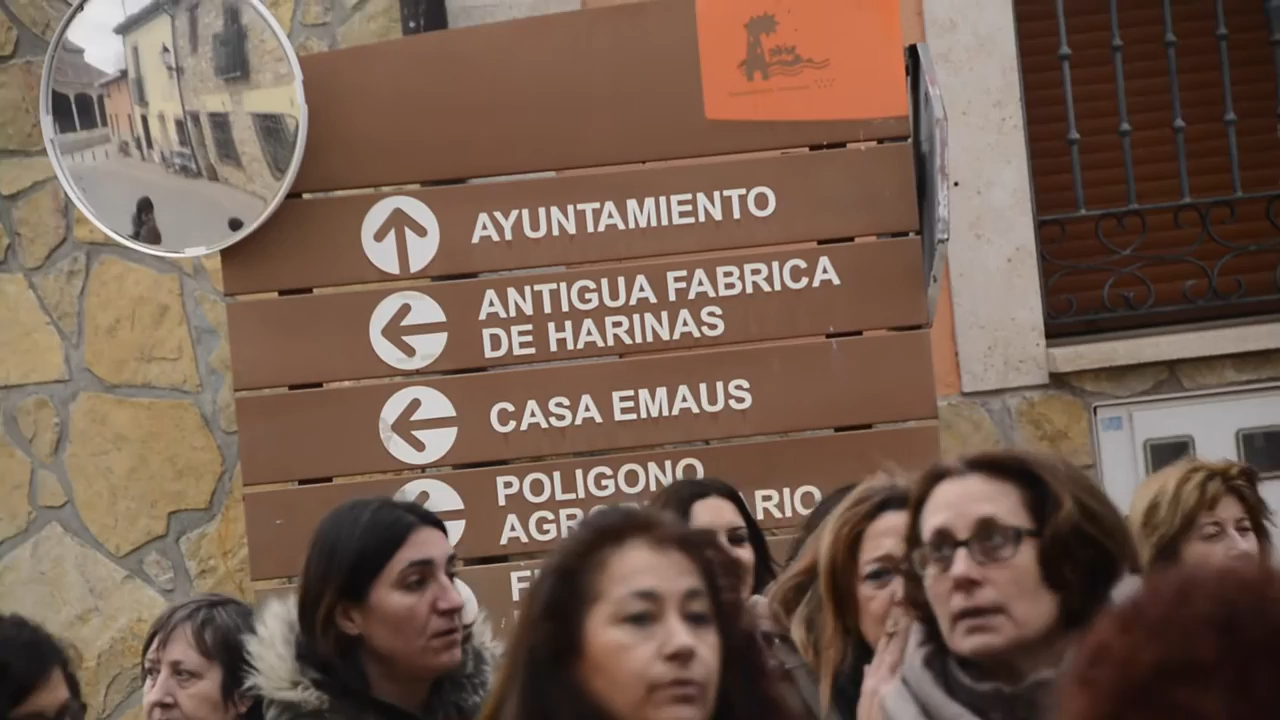 AYUNTAMIENTO
ANTIGUA FABRICA
DE HARINAS
CASA EMAUS
POLIGONO